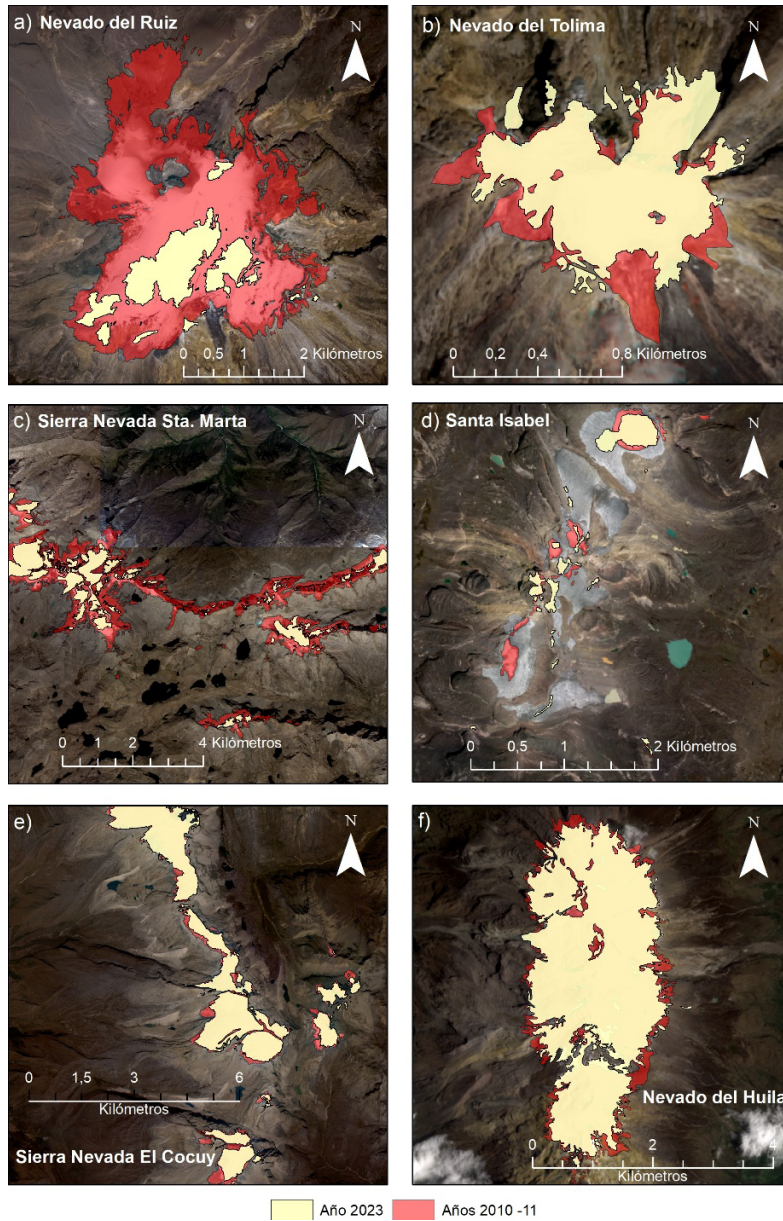 a) Nevado del Ruiz
N
0 0,5 1 2 Kilómetros
b) Nevado del Tolima
N
0 0,2 0,4 0,8 Kilómetros
c) Sierra Nevada Sta. Marta
N
0 1 2 4 Kilómetros
d) Santa Isabel
N
0 0,5 1 2 Kilómetros
e)
N
0 1,5 3 6
Kilómetros
Sierra Nevada El Cocuy
f)
N
Nevado del Huila
0 1 2 4
Kilómetros
Año 2023 Años 2010 -11